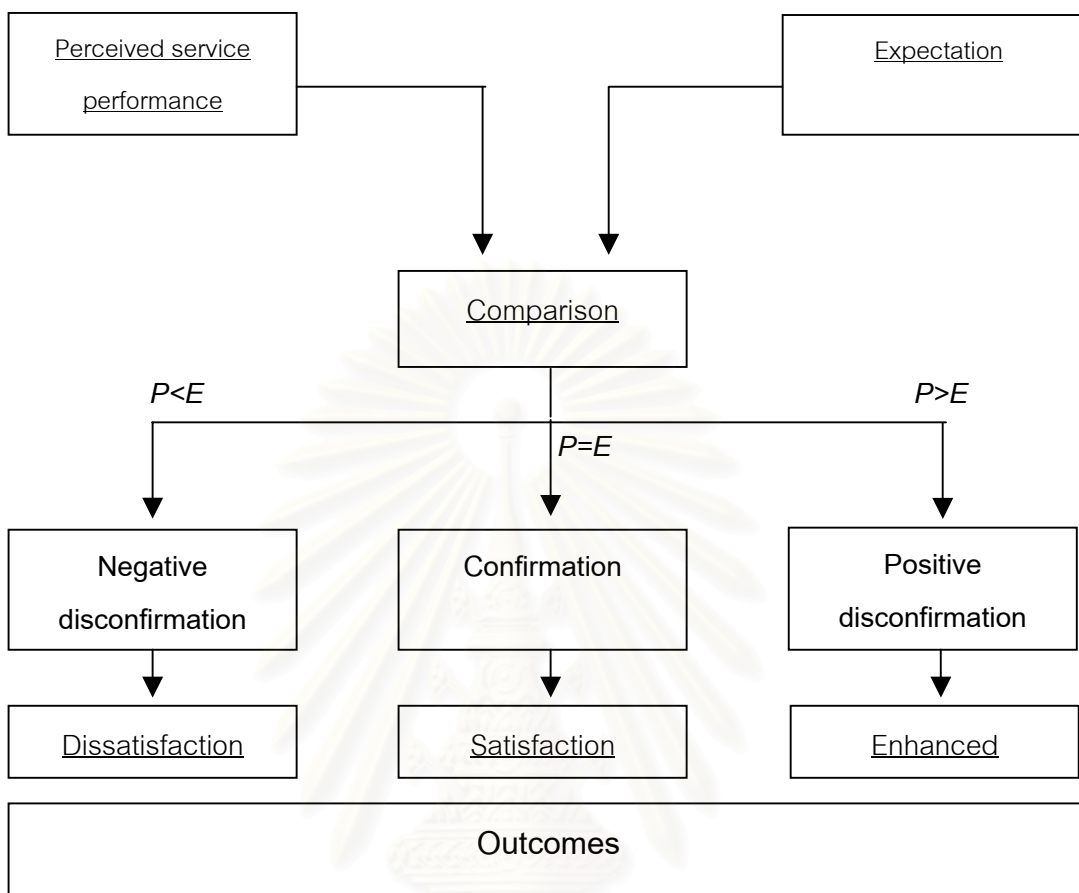 Perceived service
performance
Expectation
Comparison
P<E
P>E
P=E
Negative
disconfirmation
Confirmation
Positive
disconfirmation
Dissatisfaction
Satisfaction
Enhanced
Outcomes